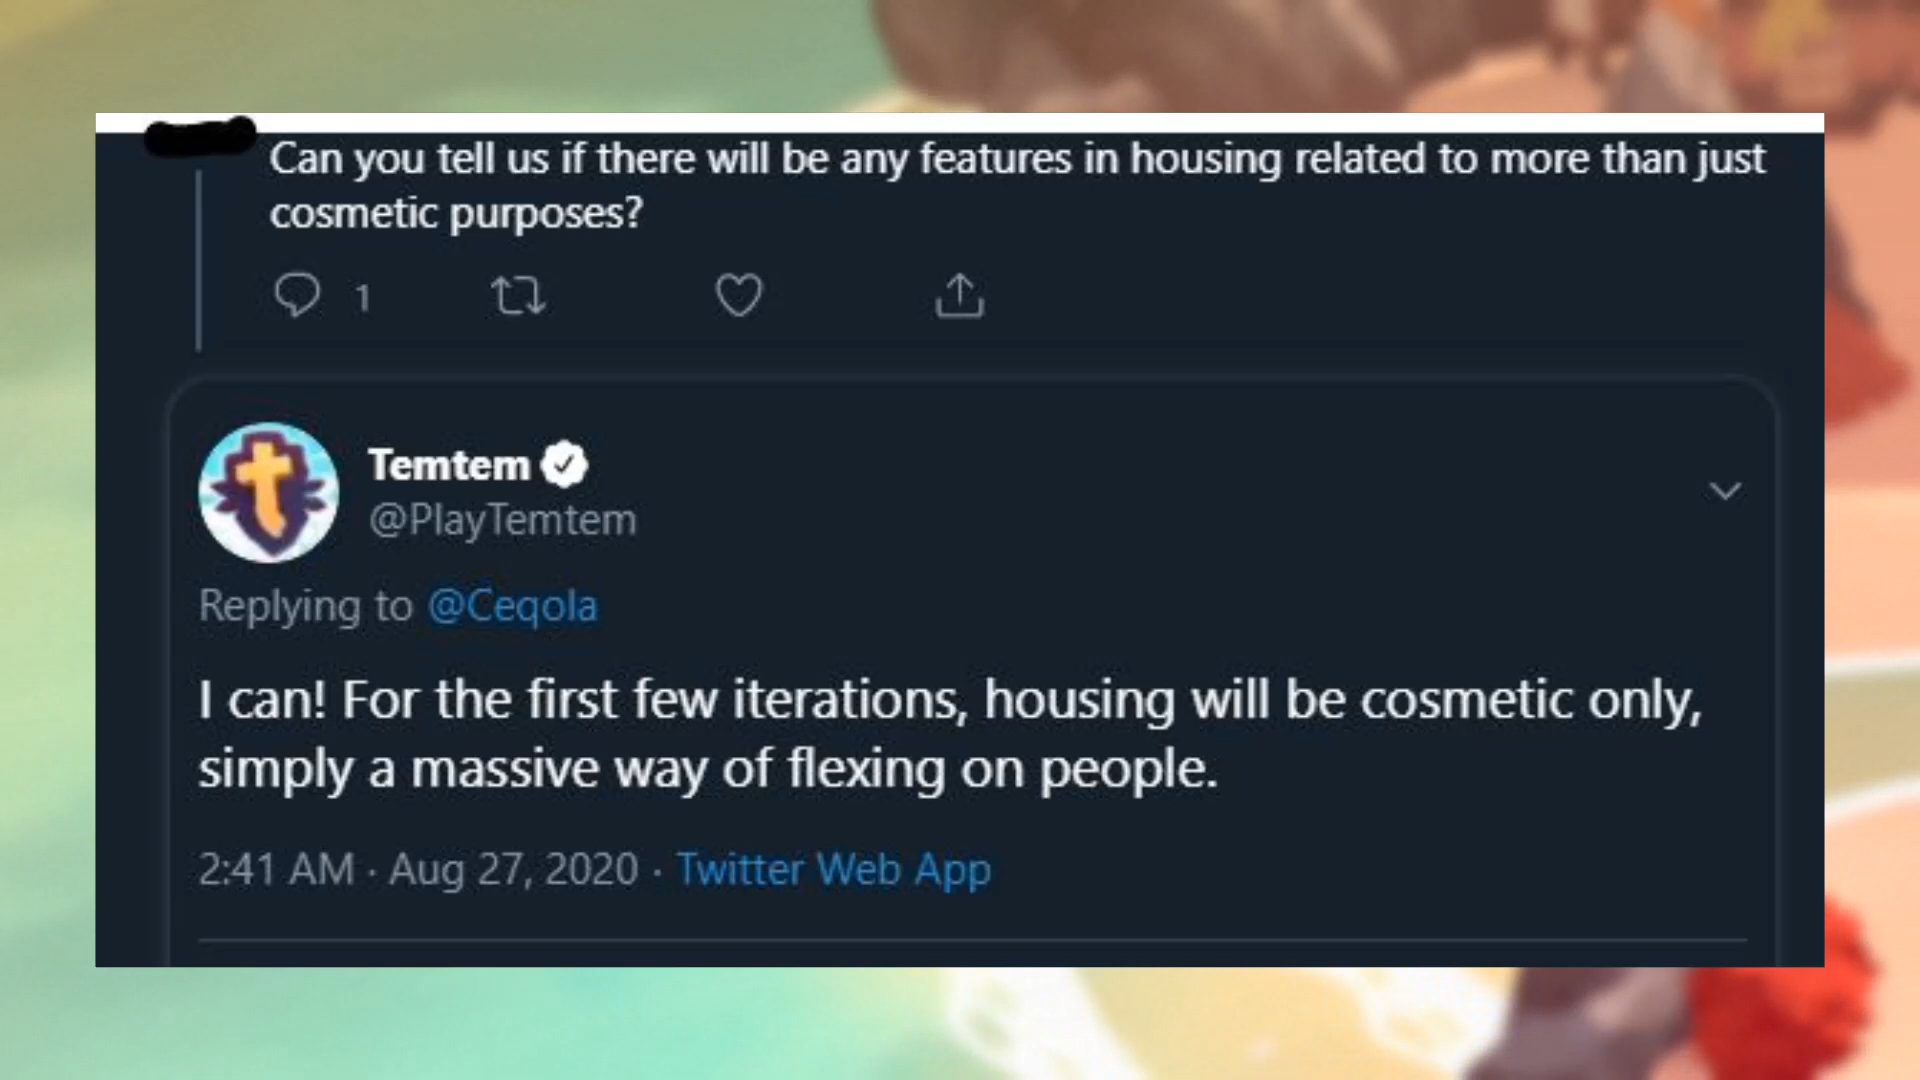 Can you tell us if there will be any features in housing related to more than just
cosmetic purposes?
1
Temtem
@PlayTemtem
Replying to @Ceqola
I can! For the first few iterations, housing will be cosmetic only,
simply a massive way of flexing on people.
2:41 AM · Aug 27, 2020 · Twitter Web App